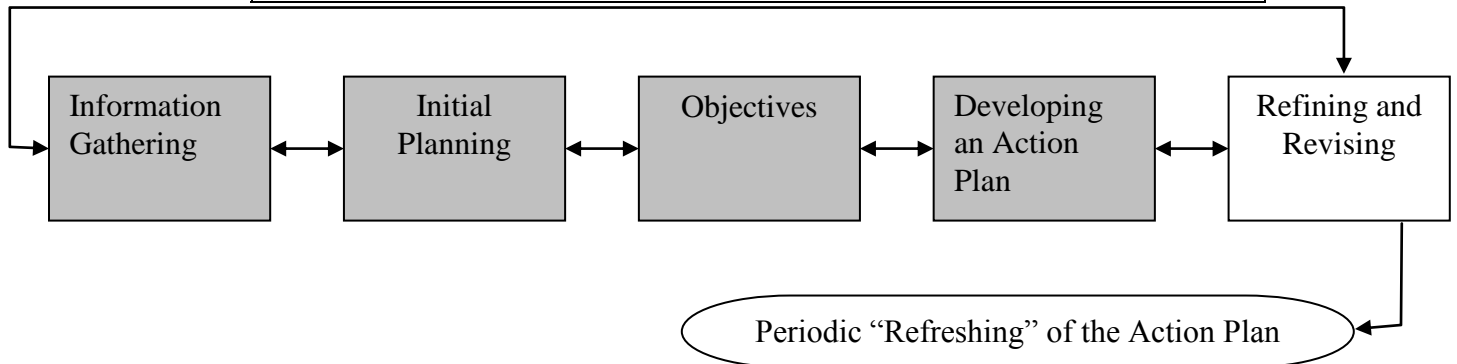 Information
Gathering
Initial
Planning
Objectives
Developing
an Action
Plan
Refining and
Revising
Periodic “Refreshing” of the Action Plan